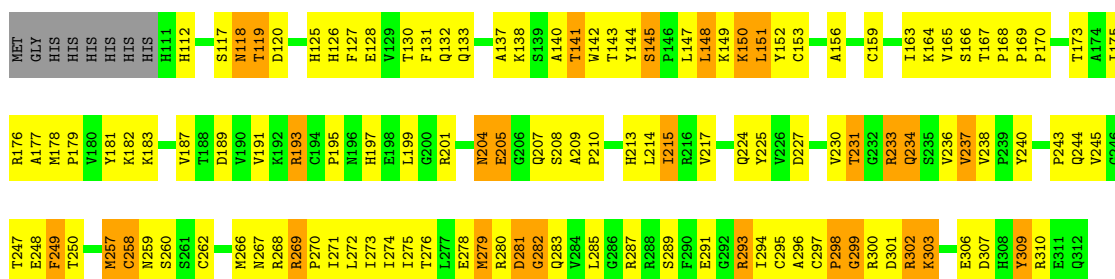 MET GLY HIS HIS HIS HIS HIS HIS H111 H112 S117 N118 T119 D120 H125 H126 F127 E128 V129 T130 F131 Q132 Q133 A137 K138 S139 A140 T141 W142 T143 Y144 S145 P146 L147 L148 K149 K150 L151 Y152 C153 A156 C159 I163 K164 V165 S166 T167 P168 P169 P170 T173 A174
R176 A177 M178 P179 V180 Y181 K182 K183 V187 T188 D189 V190 V191 K192 R193 C194 P195 N196 H197 E198 L199 G200 R201 N204 E205 G206 Q207 S208 A209 P210 H213 L214 I215 R216 V217 Q224 Y225 V226 D227 V230 T231 G232 R233 Q234 S235 V236 V237 V238 P239 Y240 P243 Q244 V245
T247 E248 F249 T250 M257 C258 N259 S260 S261 C262 M266 N267 R268 R269 P270 I271 L272 I273 I274 I275 T276 L277 E278 M279 R280 D281 G282 Q283 V284 L285 G286 R287 R288 S289 F290 E291 G292 R293 I294 C295 A296 C297 P298 G299 R300 D301 R302 K303 E306 D307 H308 Y309 R310 E311 Q312